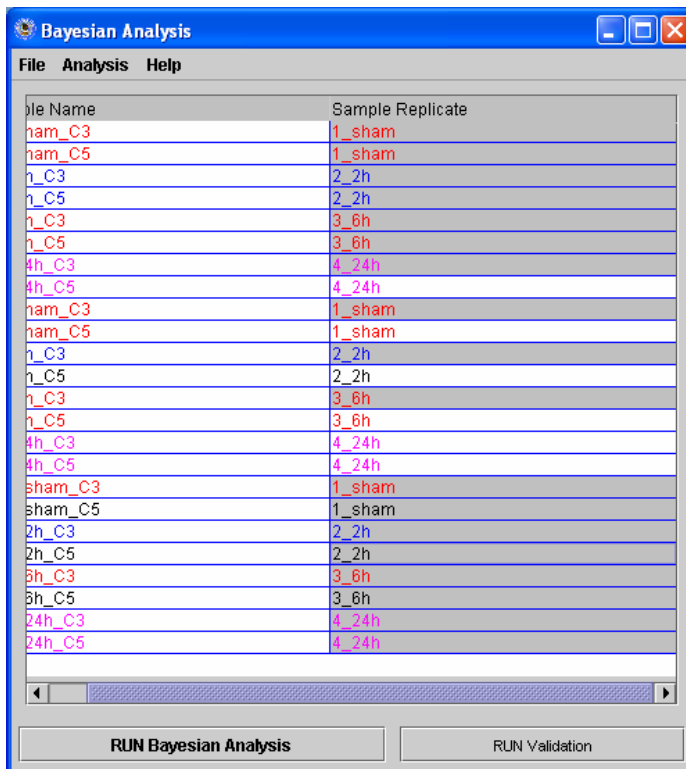 Bayesian Analysis
File Analysis Help
ole Name Sample Replicate
ham_C3 1_sham
ham_C5 1_sham
h_C3 2_2h
h_C5 2_2h
h_C3 3_6h
h_C5 3_6h
4h_C3 4_24h
4h_C5 4_24h
ham_C3 1_sham
ham_C5 1_sham
h_C3 2_2h
h_C5 2_2h
h_C3 3_6h
h_C5 3_6h
4h_C3 4_24h
4h_C5 4_24h
sham_C3 1_sham
sham_C5 1_sham
2h_C3 2_2h
2h_C5 2_2h
6h_C3 3_6h
6h_C5 3_6h
24h_C3 4_24h
24h_C5 4_24h
RUN Bayesian Analysis RUN Validation